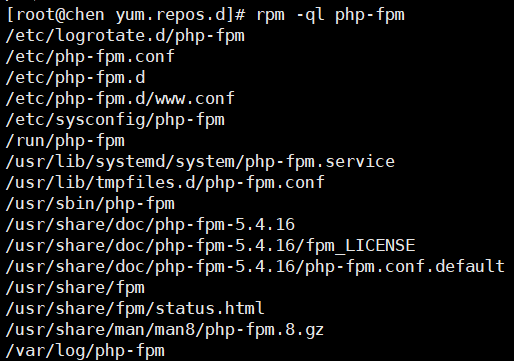 [root@chen yum.repos.d]# rpm -ql php-fpm
/etc/logrotate.d/php-fpm
/etc/php-fpm.conf
/etc/php-fpm.d
/etc/php-fpm.d/www.conf
/etc/sysconfig/php-fpm
/run/php-fpm
/usr/lib/systemd/system/php-fpm.service
/usr/lib/tmpfiles.d/php-fpm.conf
/usr/sbin/php-fpm
/usr/share/doc/php-fpm-5.4.16
/usr/share/doc/php-fpm-5.4.16/fpm_LICENSE
/usr/share/doc/php-fpm-5.4.16/php-fpm.conf.default
/usr/share/fpm
/usr/share/fpm/status.html
/usr/share/man/man8/php-fpm.8.gz
/var/log/php-fpm